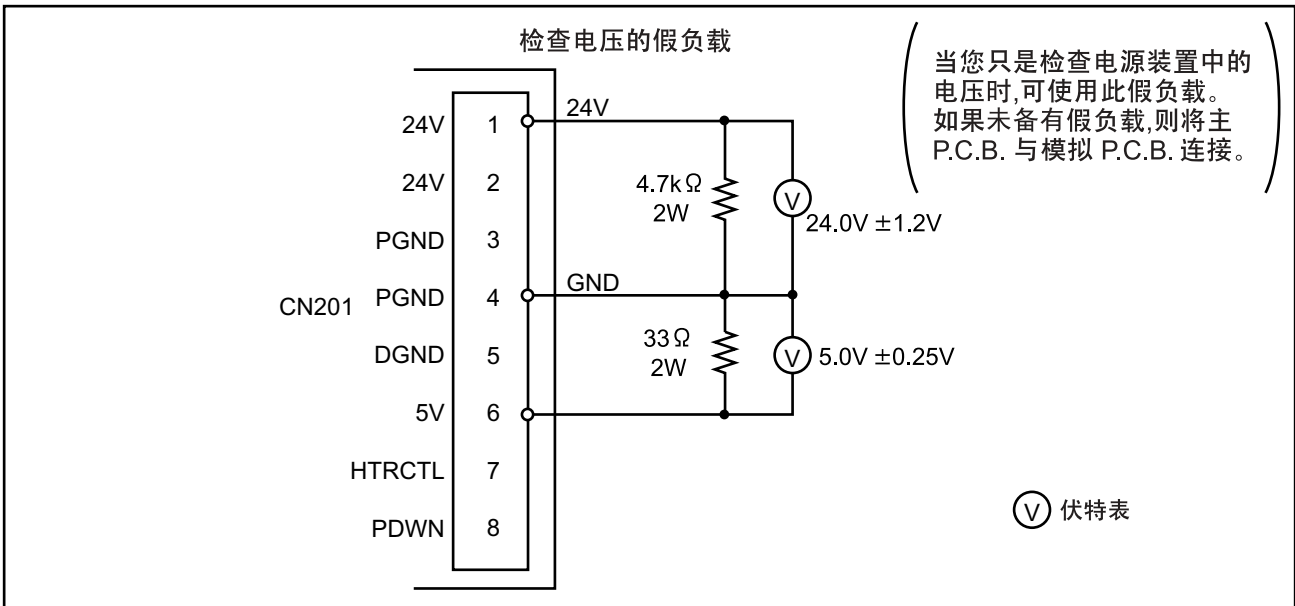 检查电压的假负载
当您只是检查电源装置中的
电压时,可使用此假负载。
如果未备有假负载,则将主
P.C.B. 与模拟 P.C.B. 连接。
24V 1 24V
24V 2
4.7kΩ
2W
V
24.0V ±1.2V
PGND 3
CN201
PGND 4 GND
DGND 5
33Ω
2W
V
5.0V ±0.25V
5V 6
HTRCTL 7
PDWN 8
V 伏特表